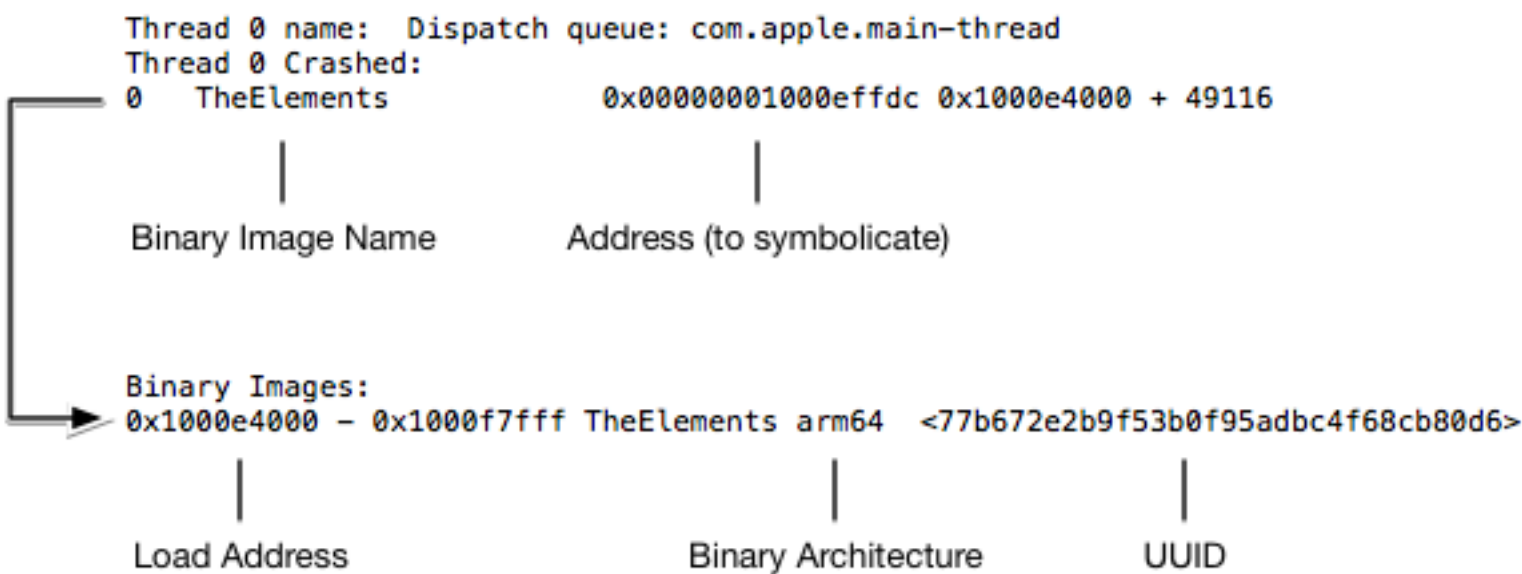 Thread 0 name:  Dispatch queue: com.apple.main-thread
Thread 0 Crashed:
0   TheElements                   0x00000001000effdc 0x1000e4000 + 49116
Binary Image Name
Address (to symbolicate)
Binary Images:
0x1000e4000 - 0x1000f7fff TheElements arm64  <77b672e2b9f53b0f95adbc4f68cb80d6>
Load Address
Binary Architecture
UUID